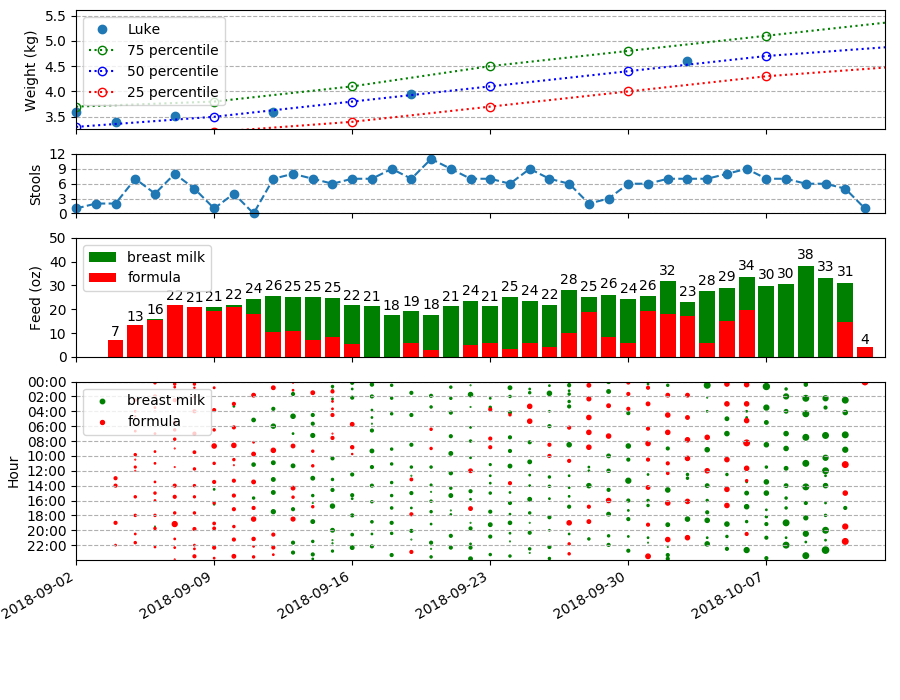 Weight (kg)
5.5
5.0
4.5
4.0
3.5
Luke
75 percentile
50 percentile
25 percentile
Stools
12
9
6
3
0
Feed (oz)
50
40
30
20
10
0
breast milk
formula
7 13 16 22 21 21 22 24 26 25 25 25 22 21 18 19 18 21 24 21 25 24 22 28 25 26 24 26 32 23 28 29 34 30 30 38 33 31 4
Hour
00:00
02:00
04:00
06:00
08:00
10:00
12:00
14:00
16:00
18:00
20:00
22:00
breast milk
formula
2018-09-02 2018-09-09 2018-09-16 2018-09-23 2018-09-30 2018-10-07